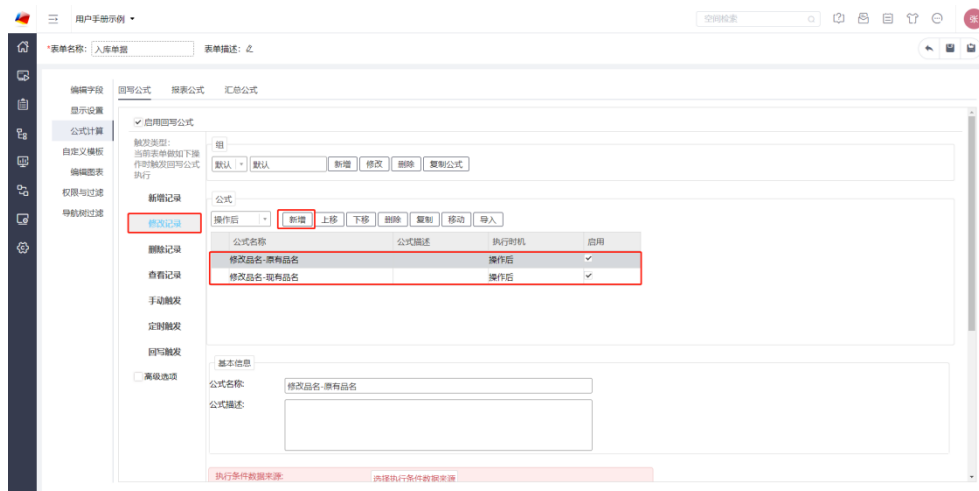 用户手册示例
空间检索
张
*表单名称: 入库单据 表单描述:
编辑字段
显示设置
公式计算
自定义模板
编辑图表
权限与过滤
导航树过滤
回写公式 报表公式 汇总公式
启用回写公式
触发类型:
当前表单做如下操
作时触发回写公式
执行
新增记录
修改记录
删除记录
查看记录
手动触发
定时触发
回写触发
高级选项
组
默认 默认 新增 修改 删除 复制公式
公式
操作后 新增 上移 下移 删除 复制 移动 导入
公式名称 公式描述 执行时机 启用
修改品名-原有品名 操作后
修改品名-现有品名 操作后
基本信息
公式名称: 修改品名-原有品名
公式描述:
执行条件数据来源: 选择执行条件数据来源